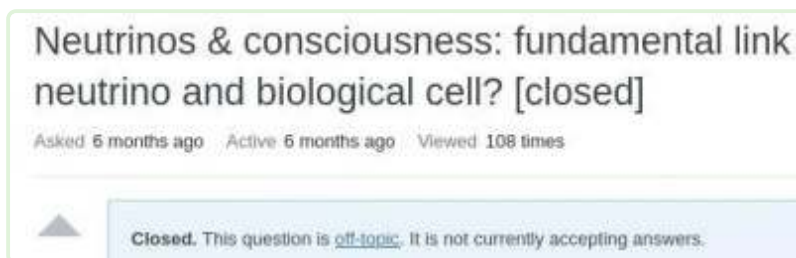 Neutrinos & consciousness: fundamental link
neutrino and biological cell? [closed]
Asked 6 months ago Active 6 months ago Viewed 108 times
Closed. This question is off-topic. It is not currently accepting answers.